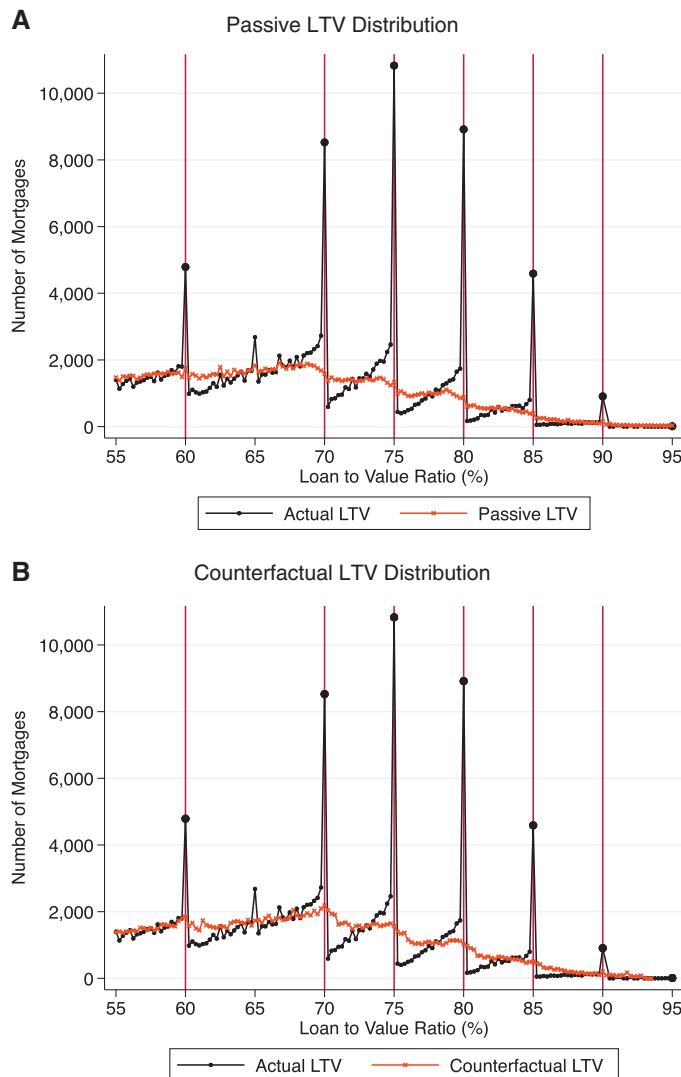 A
Passive LTV Distribution
Number of Mortgages
10,000
8,000
6,000
4,000
2,000
0
55 60 65 70 75 80 85 90 95
Loan to Value Ratio (%)
Actual LTV Passive LTV
B
Counterfactual LTV Distribution
Number of Mortgages
10,000
8,000
6,000
4,000
2,000
0
55 60 65 70 75 80 85 90 95
Loan to Value Ratio (%)
Actual LTV Counterfactual LTV